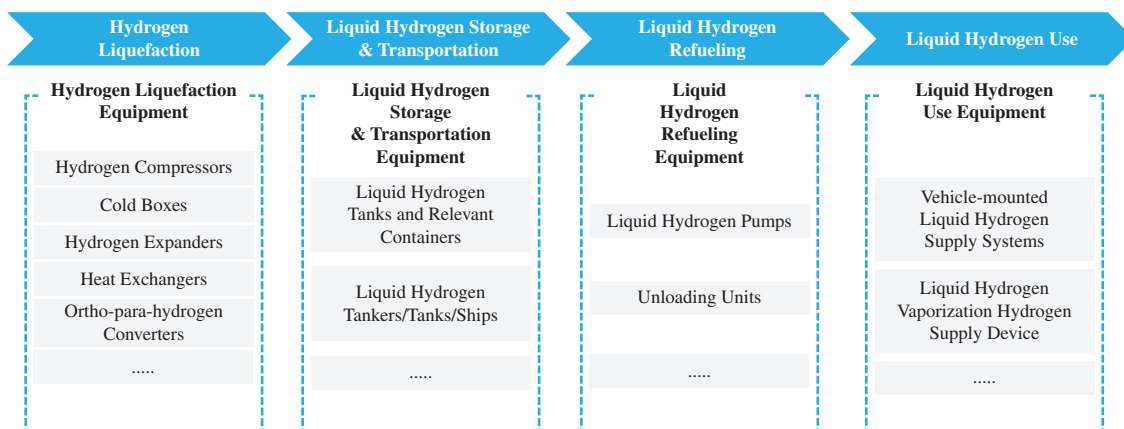 Hydrogen
Liquefaction
Liquid Hydrogen Storage
& Transportation
Liquid Hydrogen
Refueling
Liquid Hydrogen Use
Hydrogen Liquefaction
Equipment
Hydrogen Compressors
Cold Boxes
Hydrogen Expanders
Heat Exchangers
Ortho-para-hydrogen
Converters
.....
Liquid Hydrogen
Storage
& Transportation
Equipment
Liquid Hydrogen
Tanks and Relevant
Containers
Liquid Hydrogen
Tankers/Tanks/Ships
.....
Liquid
Hydrogen
Refueling
Equipment
Liquid Hydrogen Pumps
Unloading Units
.....
Liquid Hydrogen
Use Equipment
Vehicle-mounted
Liquid Hydrogen
Supply Systems
Liquid Hydrogen
Vaporization Hydrogen
Supply Device
.....